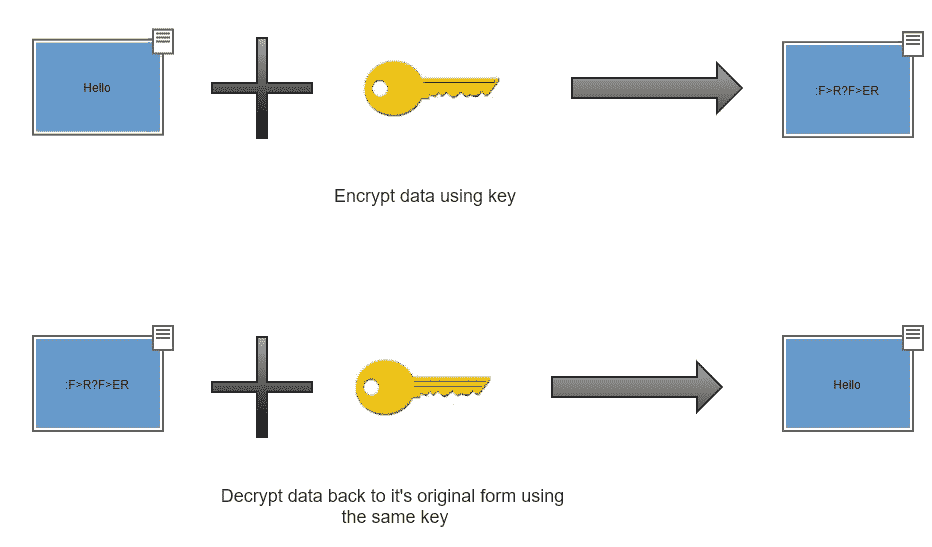 Hello
:F>R?F>ER
Encrypt data using key
:F>R?F>ER
Hello
Decrypt data back to it's original form using
the same key